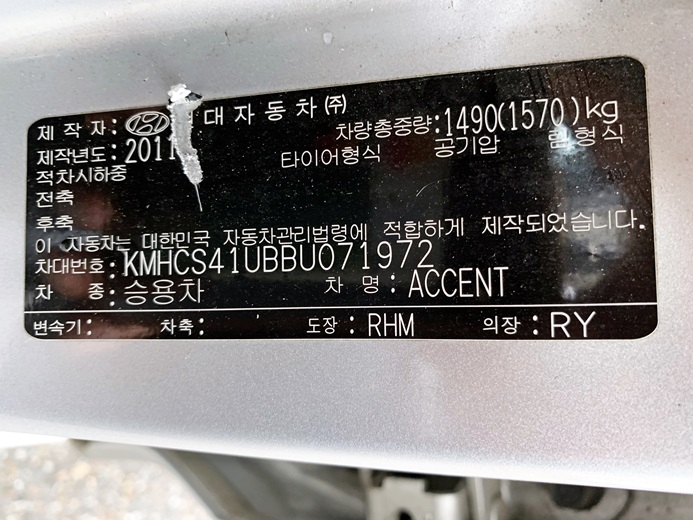 제작자: 대자동차㈜
차량총중량:1490(1570)kg
제작년도:2011
타이어형식 공기압 림형식
적차시하중
전축
후축
이 자동차는 대한민국 자동차관리법령에 적합하게 제작되었습니다.
차대번호:KMHCS41UBBU071972
차 종:승용차 차 명:ACCENT
변속기: 차축: 도장:RHM 의장:RY